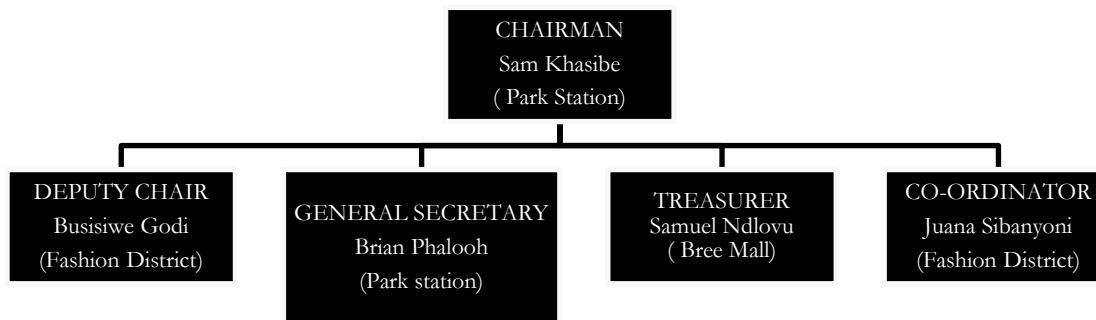 CHAIRMAN
Sam Khasibe
( Park Station)
DEPUTY CHAIR
Busisiwe Godi
(Fashion District)
GENERAL SECRETARY
Brian Phalooh
(Park station)
TREASURER
Samuel Ndlovu
( Bree Mall)
CO-ORDINATOR
Juana Sibanyoni
(Fashion District)